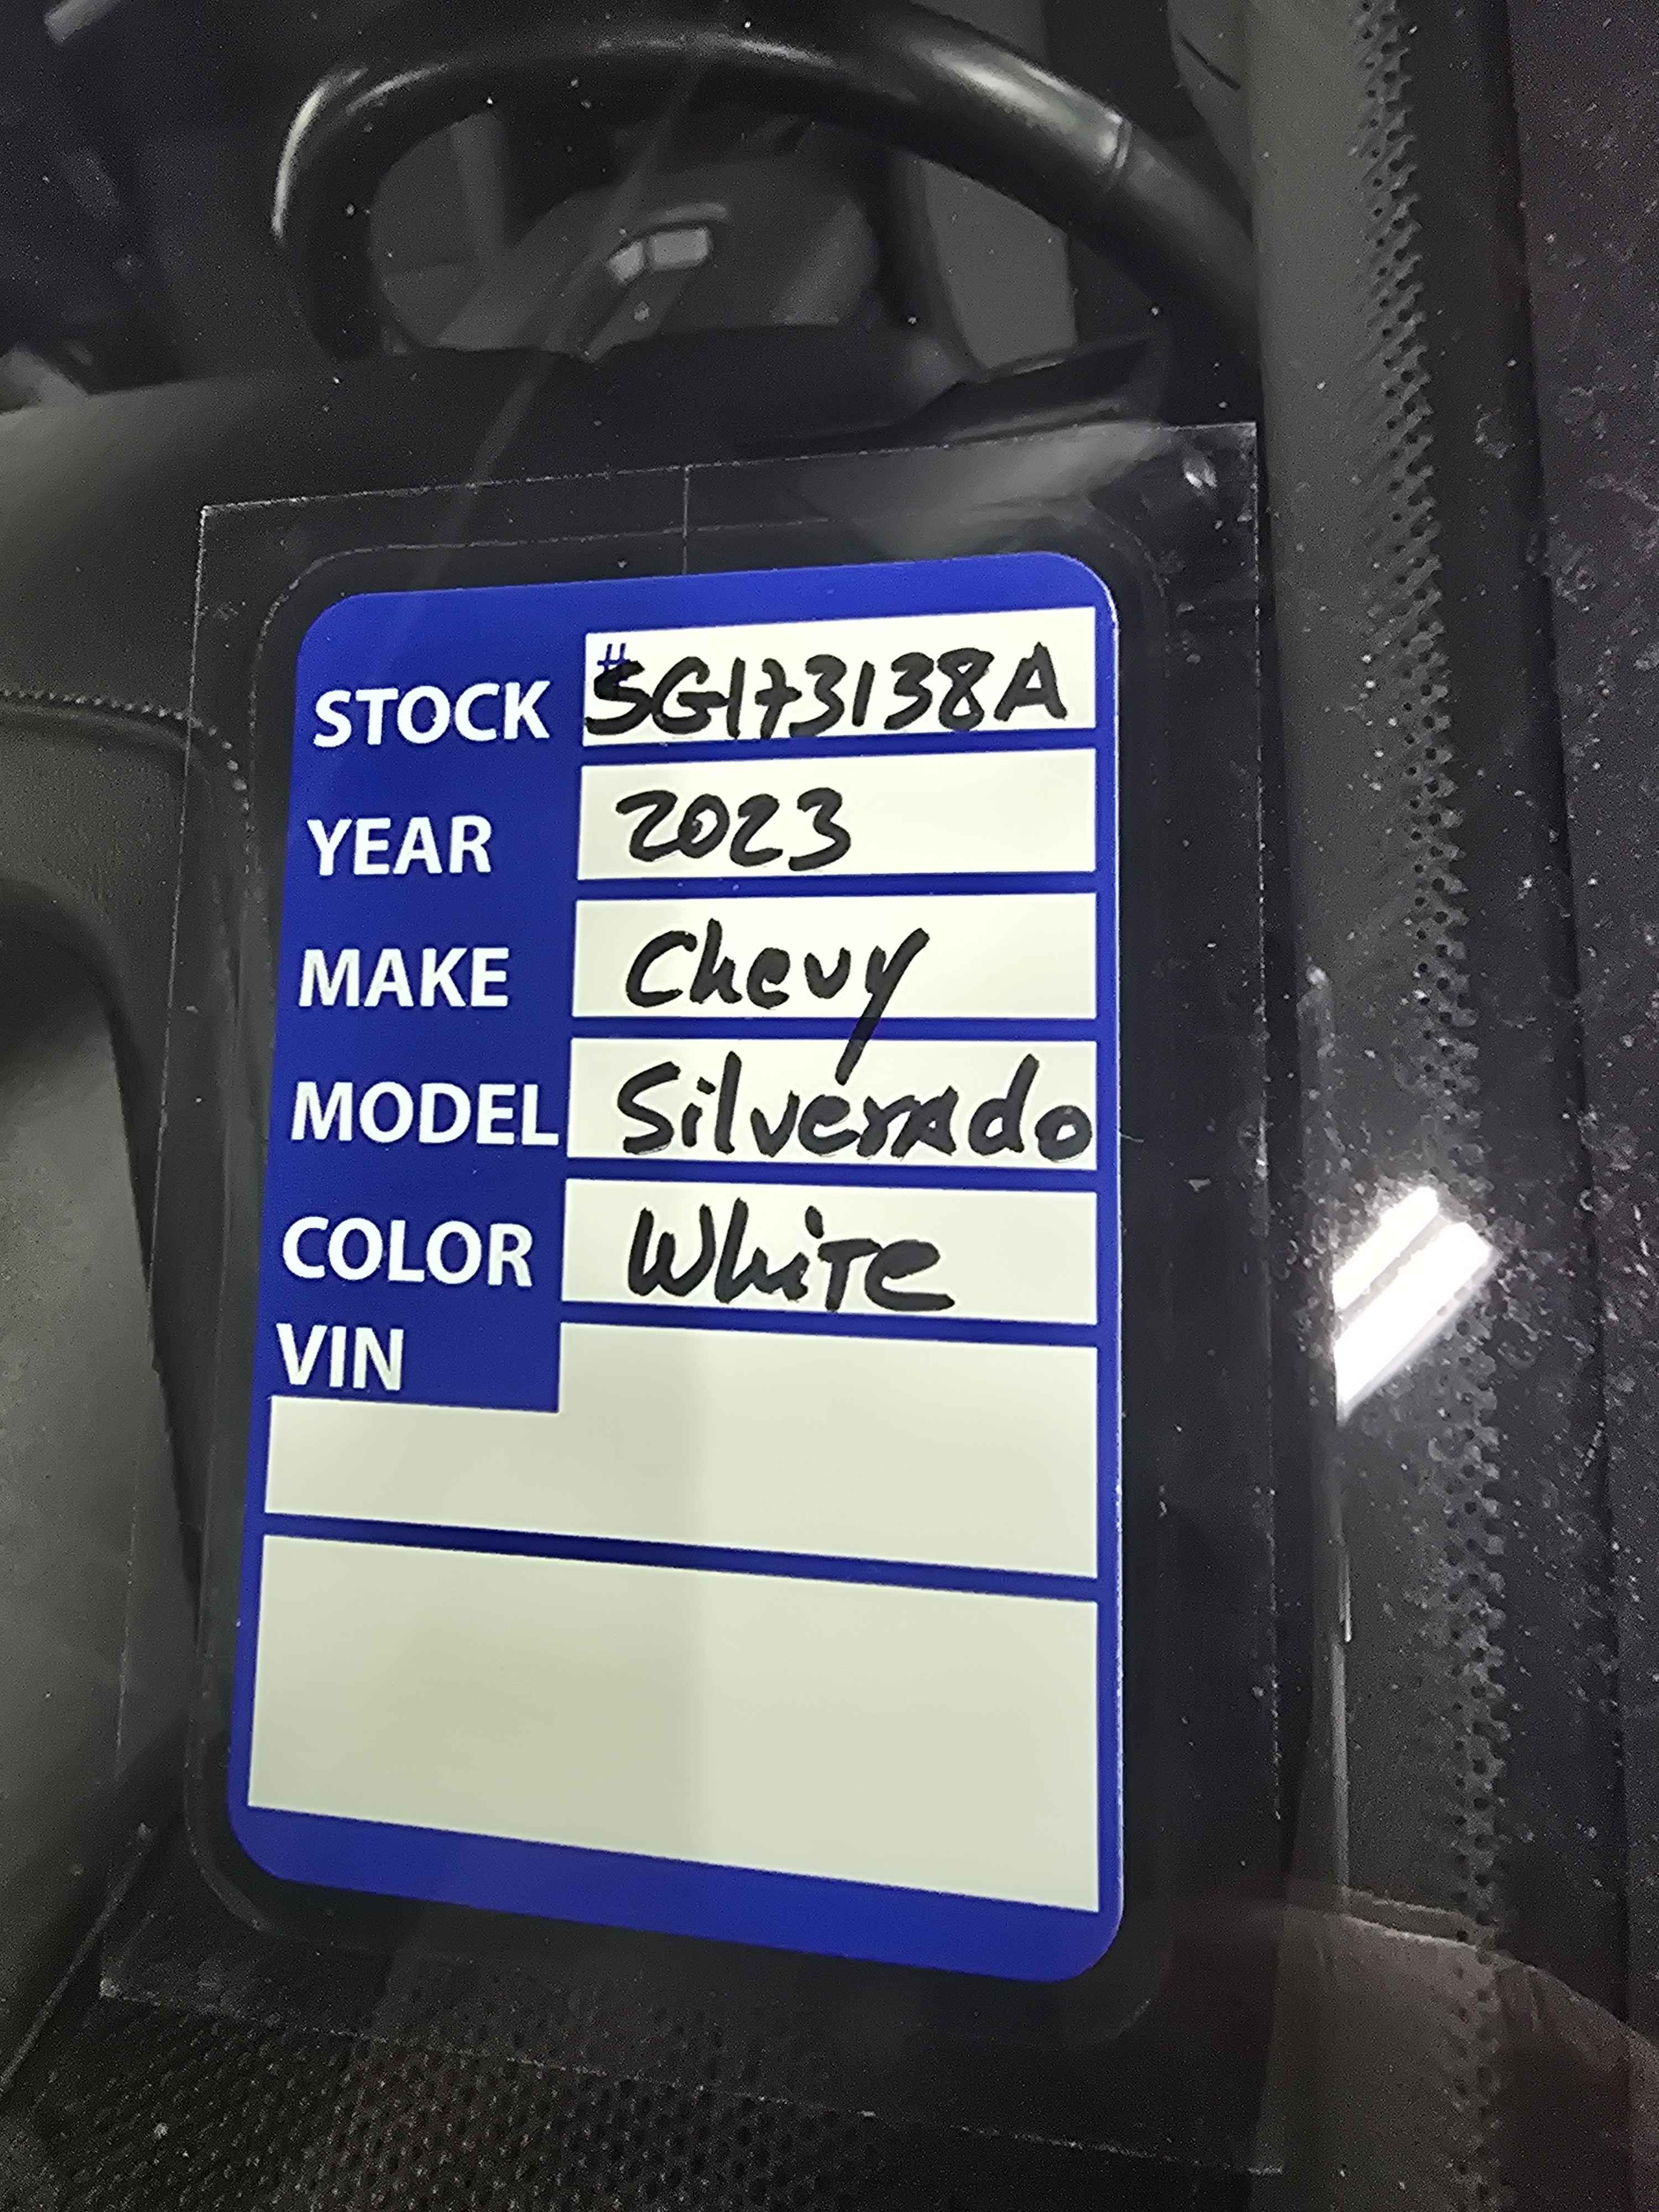 STOCK #SG173138A
YEAR 2023
MAKE Chevy
MODEL Silverado
COLOR White
VIN